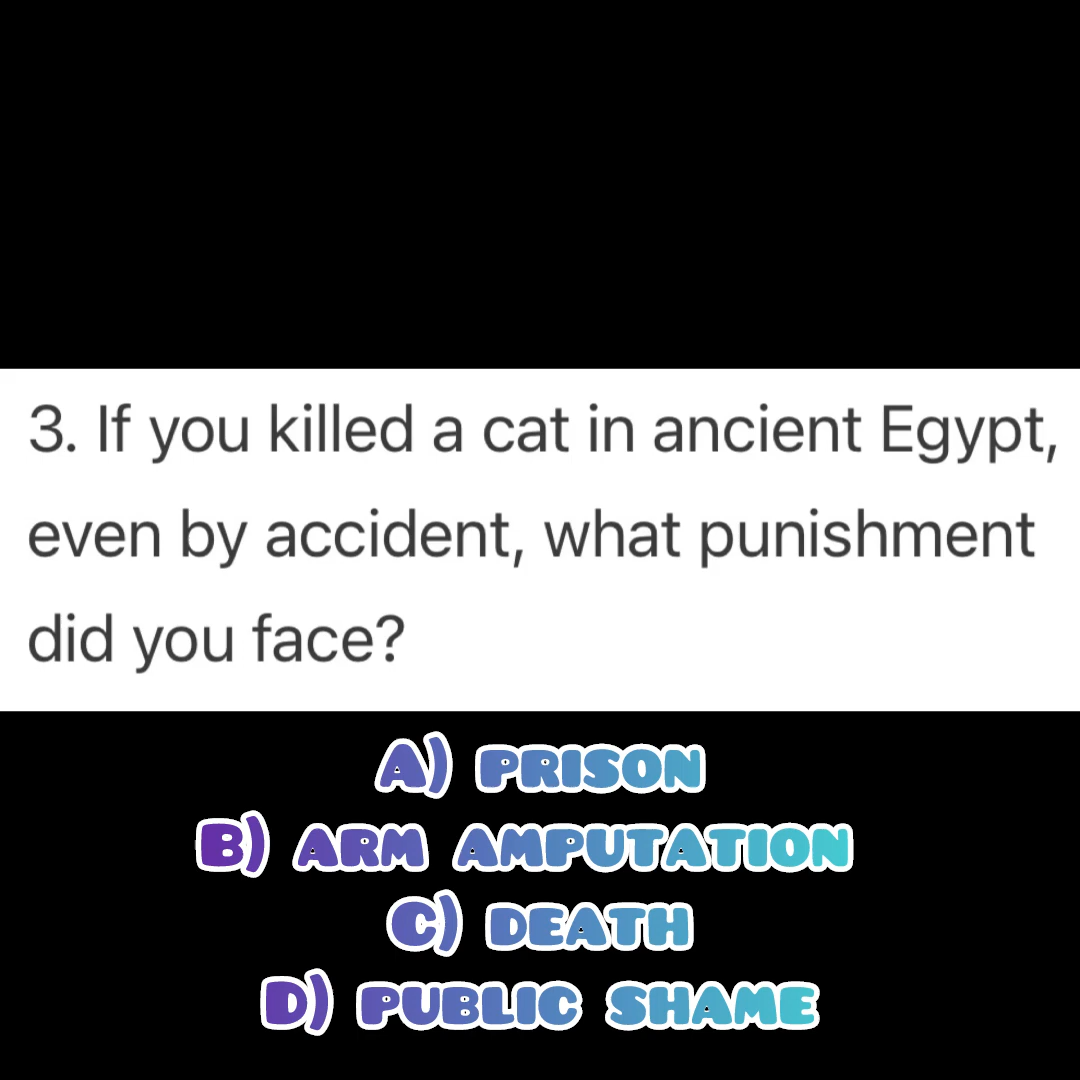 3. If you killed a cat in ancient Egypt,
even by accident, what punishment
did you face?
A) PRISON
B) ARM AMPUTATION
C) DEATH
D) PUBLIC SHAME